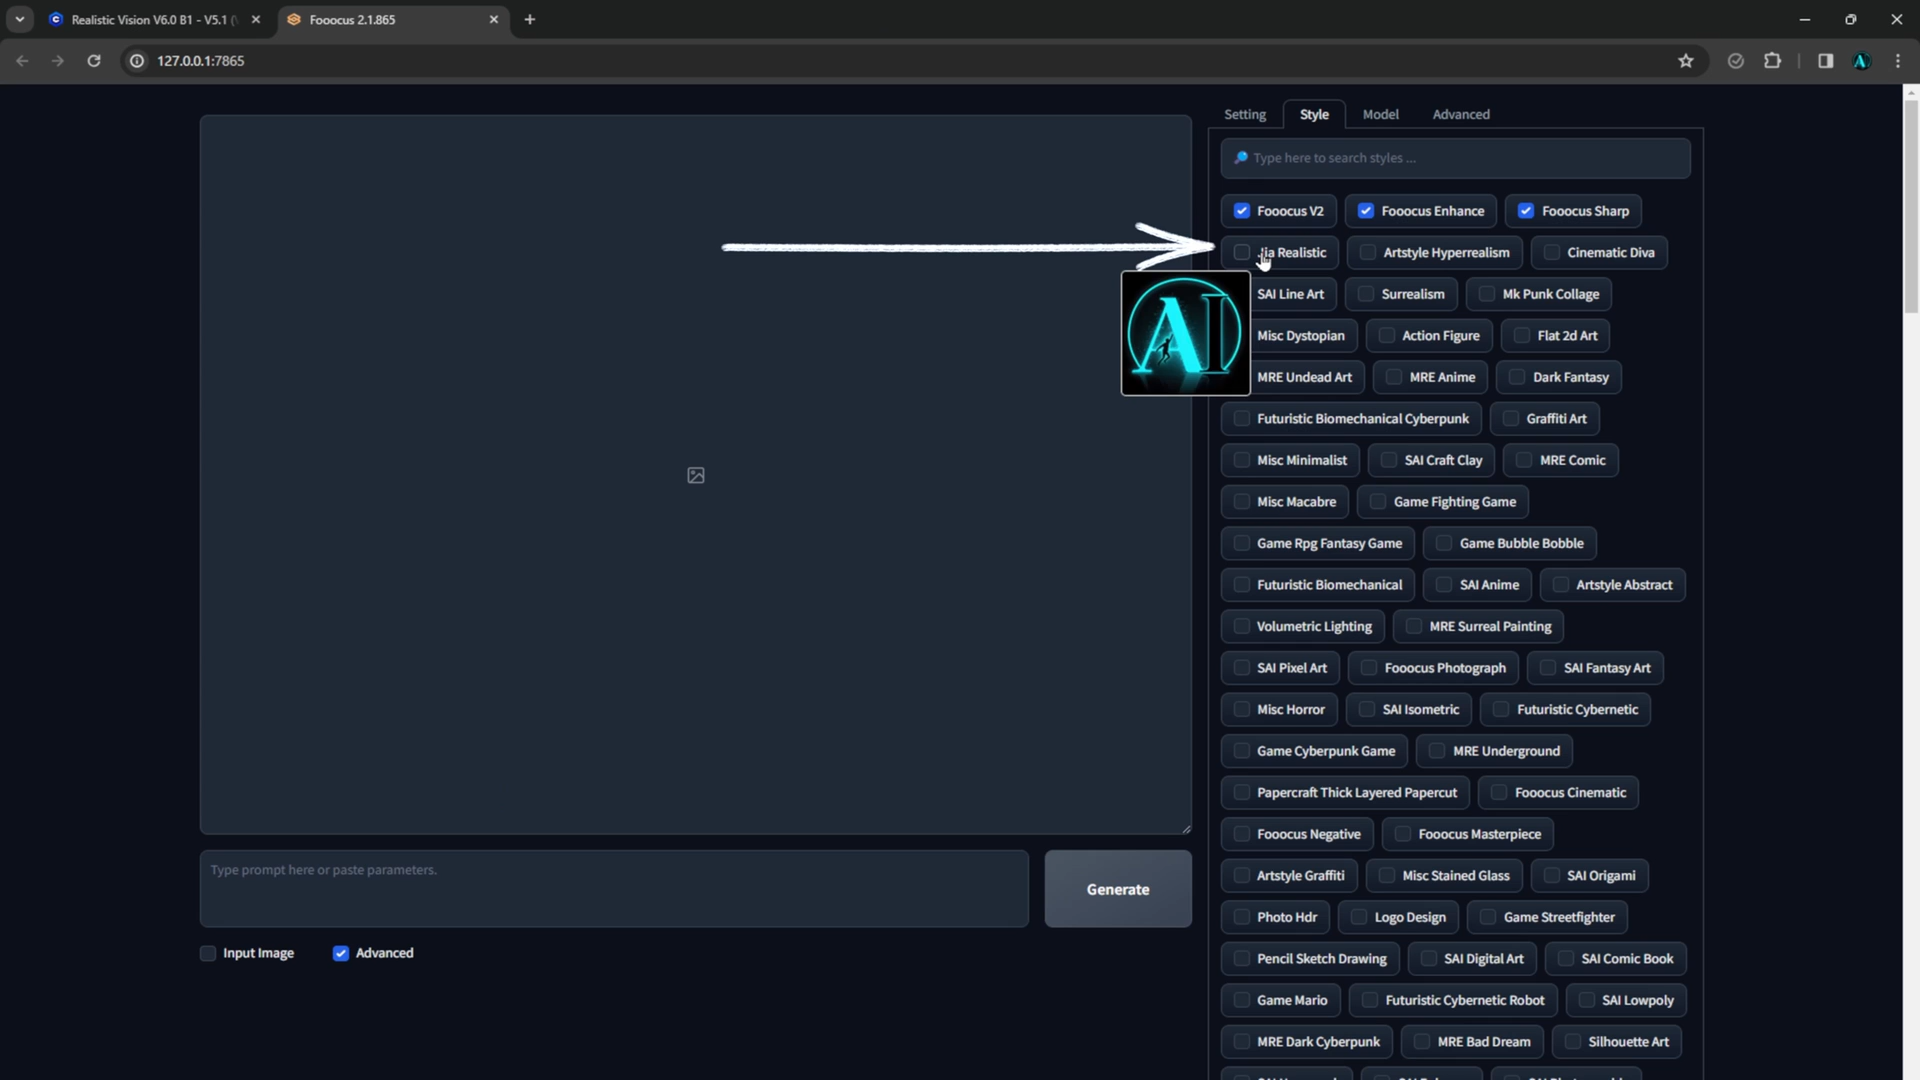 Realistic Vision V6.0 B1 - V5.1 (
Fooocus 2.1.865
127.0.0.1:7865
Setting Style Model Advanced
Type here to search styles ...
Fooocus V2 Fooocus Enhance Fooocus Sharp
Realistic Artstyle Hyperrealism Cinematic Diva
SAI Line Art Surrealism Mk Punk Collage
AI
Misc Dystopian Action Figure Flat 2d Art
MRE Undead Art MRE Anime Dark Fantasy
Futuristic Biomechanical Cyberpunk Graffiti Art
Misc Minimalist SAI Craft Clay MRE Comic
Misc Macabre Game Fighting Game
Game Rpg Fantasy Game Game Bubble Bobble
Futuristic Biomechanical SAI Anime Artstyle Abstract
Volumetric Lighting MRE Surreal Painting
SAI Pixel Art Fooocus Photograph SAI Fantasy Art
Misc Horror SAI Isometric Futuristic Cybernetic
Game Cyberpunk Game MRE Underground
Papercraft Thick Layered Papercut Fooocus Cinematic
Fooocus Negative Fooocus Masterpiece
Artstyle Graffiti Misc Stained Glass SAI Origami
Photo Hdr Logo Design Game Streetfighter
Pencil Sketch Drawing SAI Digital Art SAI Comic Book
Game Mario Futuristic Cybernetic Robot SAI Lowpoly
MRE Dark Cyberpunk MRE Bad Dream Silhouette Art
Type prompt here or paste parameters.
Generate
Input Image Advanced